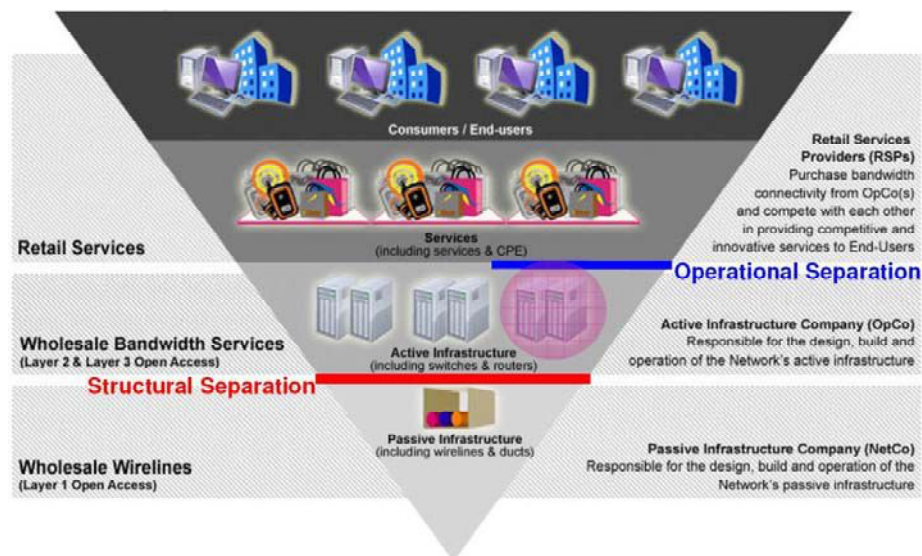 Consumers / End-users
Retail Services
Providers (RSPs)
Purchase bandwidth
connectivity from OpCo(s)
and compete with each other
in providing competitive and
innovative services to End-Users
Retail Services
Services
(including services & CPE)
Operational Separation
Wholesale Bandwidth Services
(Layer 2 & Layer 3 Open Access)
Active Infrastructure
(including switches & routers)
Active Infrastructure Company (OpCo)
Responsible for the design, build and
operation of the Network's active infrastructure
Structural Separation
Passive Infrastructure
(including wirelines & ducts)
Wholesale Wirelines
(Layer 1 Open Access)
Passive Infrastructure Company (NetCo)
Responsible for the design, build and operation of the
Network's passive infrastructure